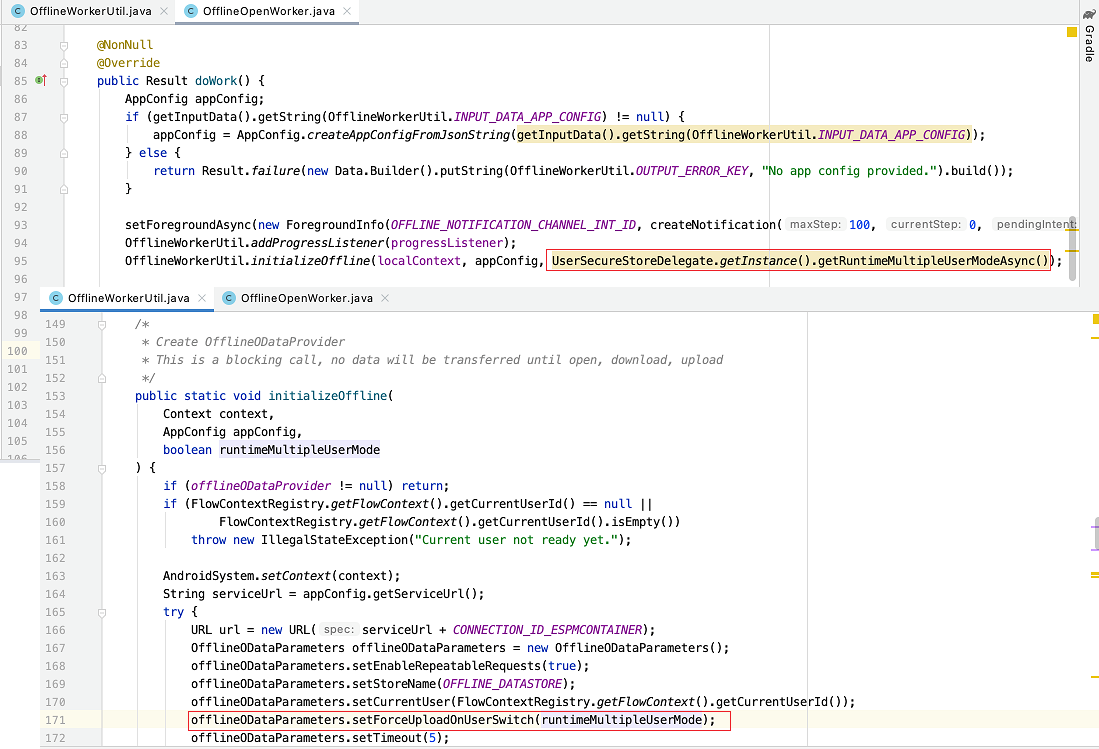 OfflineWorkerUtil.java × OfflineOpenWorker.java ×
Gradle
82
83 @NonNull
84 @Override
85 public Result doWork() {
86 AppConfig appConfig;
87 if (getInputData().getString(OfflineWorkerUtil.INPUT_DATA_APP_CONFIG) != null) {
88 appConfig = AppConfig.createAppConfigFromJsonString(getInputData().getString(OfflineWorkerUtil.INPUT_DATA_APP_CONFIG));
89 } else {
90 return Result.failure(new Data.Builder().putString(OfflineWorkerUtil.OUTPUT_ERROR_KEY, "No app config provided.").build());
91 }
92
93 setForegroundAsync(new ForegroundInfo(OFFLINE_NOTIFICATION_CHANNEL_INT_ID, createNotification( maxStep: 100, currentStep: 0, pendingIntent:
94 OfflineWorkerUtil.addProgressListener(progressListener);
95 OfflineWorkerUtil.initializeOffline(localContext, appConfig, UserSecureStoreDelegate.getInstance().getRuntimeMultipleUserModeAsync());
96
97
98
99
100
101
102
103
104
105
106
OfflineWorkerUtil.java × OfflineOpenWorker.java ×
149 /*
150 * Create OfflineODataProvider
151 * This is a blocking call, no data will be transferred until open, download, upload
152 */
153 public static void initializeOffline(
154 Context context,
155 AppConfig appConfig,
156 boolean runtimeMultipleUserMode
157 ) {
158 if (offlineODataProvider != null) return;
159 if (FlowContextRegistry.getFlowContext().getCurrentUserId() == null ||
160 FlowContextRegistry.getFlowContext().getCurrentUserId().isEmpty())
161 throw new IllegalStateException("Current user not ready yet.");
162
163 AndroidSystem.setContext(context);
164 String serviceUrl = appConfig.getServiceUrl();
165 try {
166 URL url = new URL( spec: serviceUrl + CONNECTION_ID_ESPMCONTAINER);
167 OfflineODataParameters offlineODataParameters = new OfflineODataParameters();
168 offlineODataParameters.setEnableRepeatableRequests(true);
169 offlineODataParameters.setStoreName(OFFLINE_DATASTORE);
170 offlineODataParameters.setCurrentUser(FlowContextRegistry.getFlowContext().getCurrentUserId());
171 offlineODataParameters.setForceUploadOnUserSwitch(runtimeMultipleUserMode);
172 offlineODataParameters.setTimeout(5);